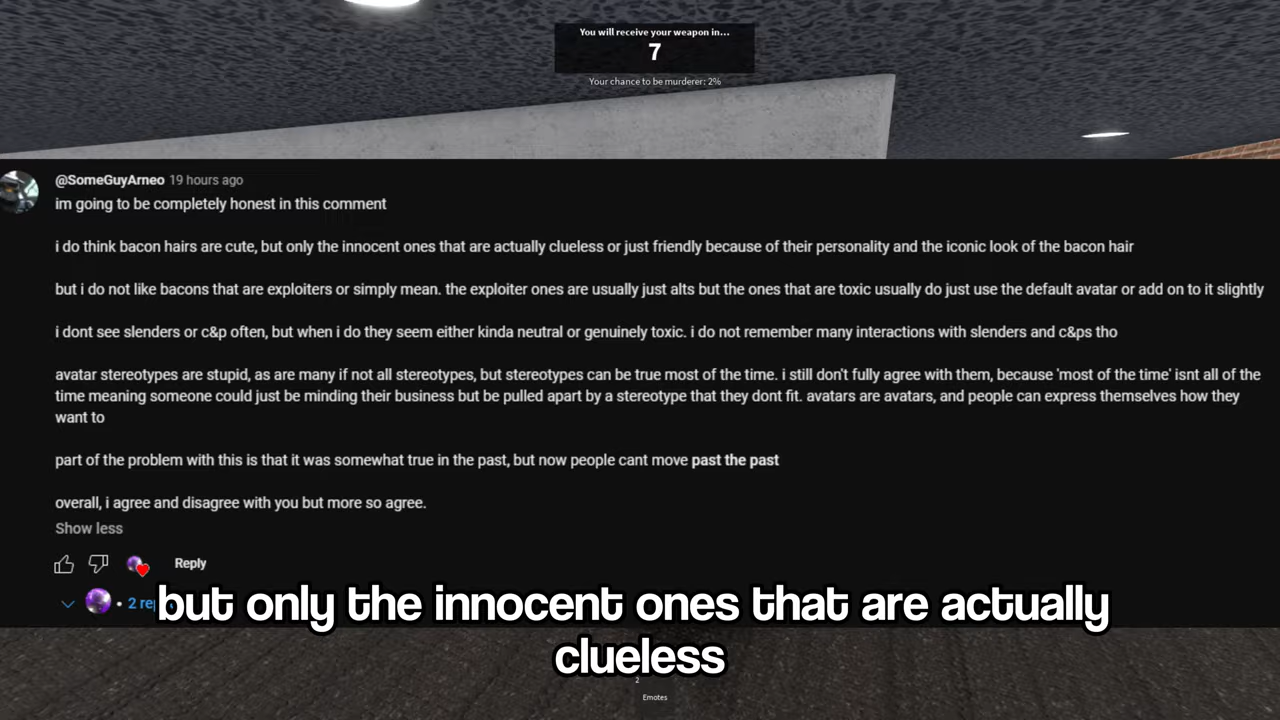 You will receive your weapon in...
7
Your chance to be murderer: 2%
@SomeGuyArneo 19 hours ago
im going to be completely honest in this comment
i do think bacon hairs are cute, but only the innocent ones that are actually clueless or just friendly because of their personality and the iconic look of the bacon hair
but i do not like bacons that are exploiters or simply mean. the exploiter ones are usually just alts but the ones that are toxic usually do just use the default avatar or add on to it slightly
i dont see slenders or c&p often, but when i do they seem either kinda neutral or genuinely toxic. i do not remember many interactions with slenders and c&ps tho
avatar stereotypes are stupid, as are many if not all stereotypes, but stereotypes can be true most of the time. i still don't fully agree with them, because 'most of the time' isnt all of the
time meaning someone could just be minding their business but be pulled apart by a stereotype that they dont fit. avatars are avatars, and people can express themselves how they
want to
part of the problem with this is that it was somewhat true in the past, but now people cant move past the past
overall, i agree and disagree with you but more so agree.
Show less
Reply
• 2 rep
but only the innocent ones that are actually
clueless
2
Emotes